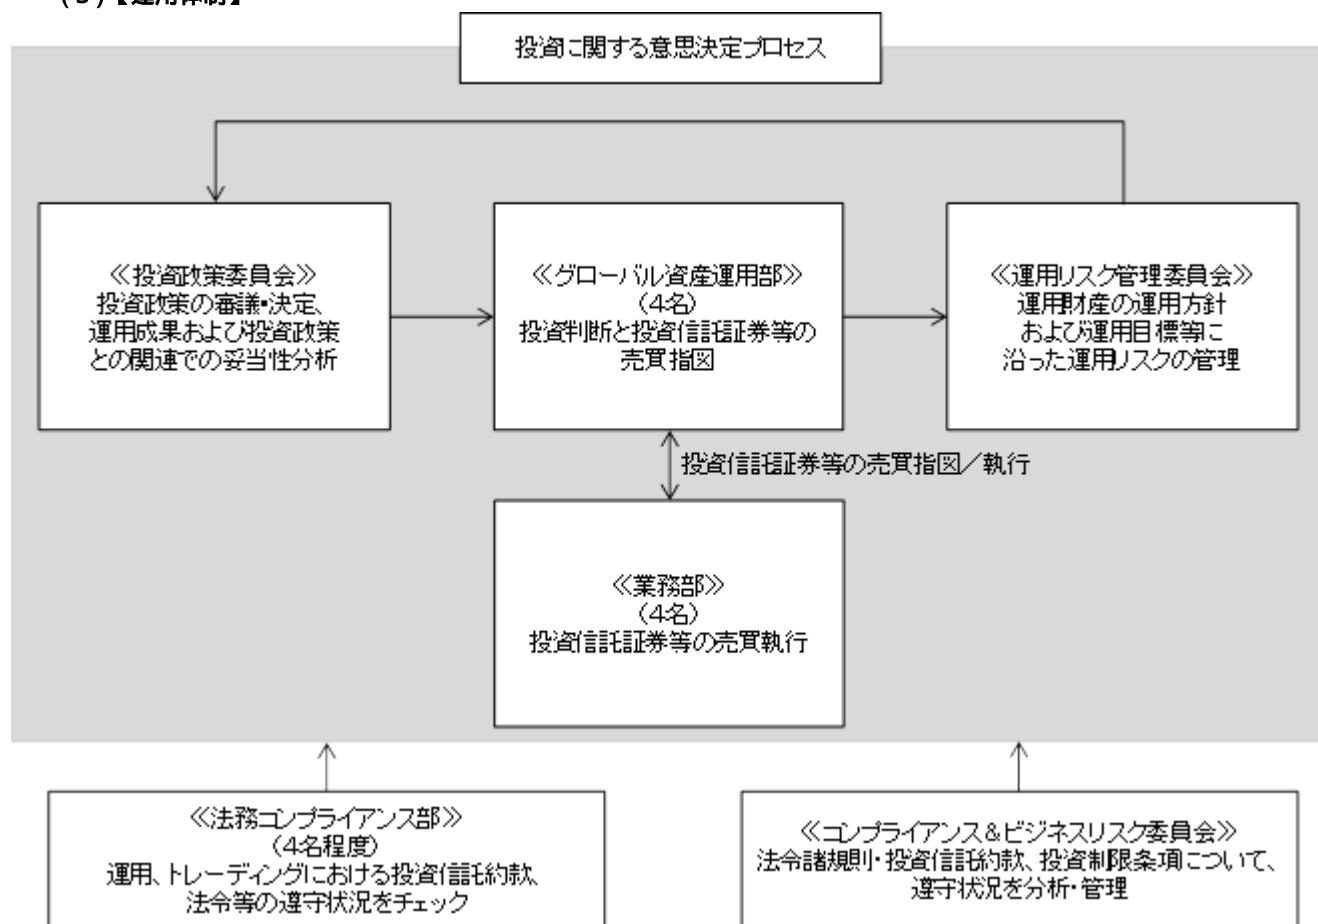 (3)【運用体制】
投資に関する意思決定プロセス
≪投資政策委員会≫
投資政策の審議・決定、
運用成果および投資政策
との関連での妥当性分析
≪グローバル資産運用部≫
(4名)
投資判断と投資信託証券等の
売買指図
≪運用リスク管理委員会≫
運用財産の運用方針
および運用目標等に
沿った運用リスクの管理
投資信託証券等の売買指図/執行
≪業務部≫
(4名)
投資信託証券等の売買執行
≪法務コンプライアンス部≫
(4名程度)
運用、トレーディングにおける投資信託約款、
法令等の遵守状況をチェック
≪コンプライアンス&ビジネスリスク委員会≫
法令諸規則・投資信託約款、投資制限条項について、
遵守状況を分析・管理